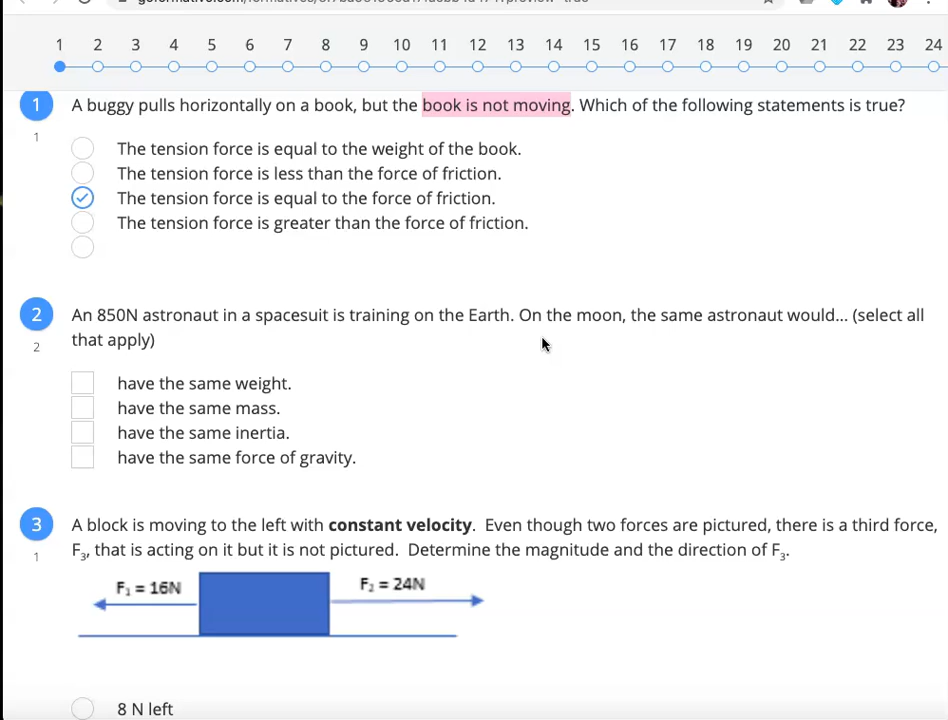 1 2 3 4 5 6 7 8 9 10 11 12 13 14 15 16 17 18 19 20 21 22 23 24
1 A buggy pulls horizontally on a book, but the book is not moving. Which of the following statements is true?
1
The tension force is equal to the weight of the book.
The tension force is less than the force of friction.
The tension force is equal to the force of friction.
The tension force is greater than the force of friction.
2 An 850N astronaut in a spacesuit is training on the Earth. On the moon, the same astronaut would... (select all
2 that apply)
have the same weight.
have the same mass.
have the same inertia.
have the same force of gravity.
3 A block is moving to the left with constant velocity. Even though two forces are pictured, there is a third force,
1 F₃, that is acting on it but it is not pictured. Determine the magnitude and the direction of F₃.
F₁ = 16N F₂ = 24N
8 N left